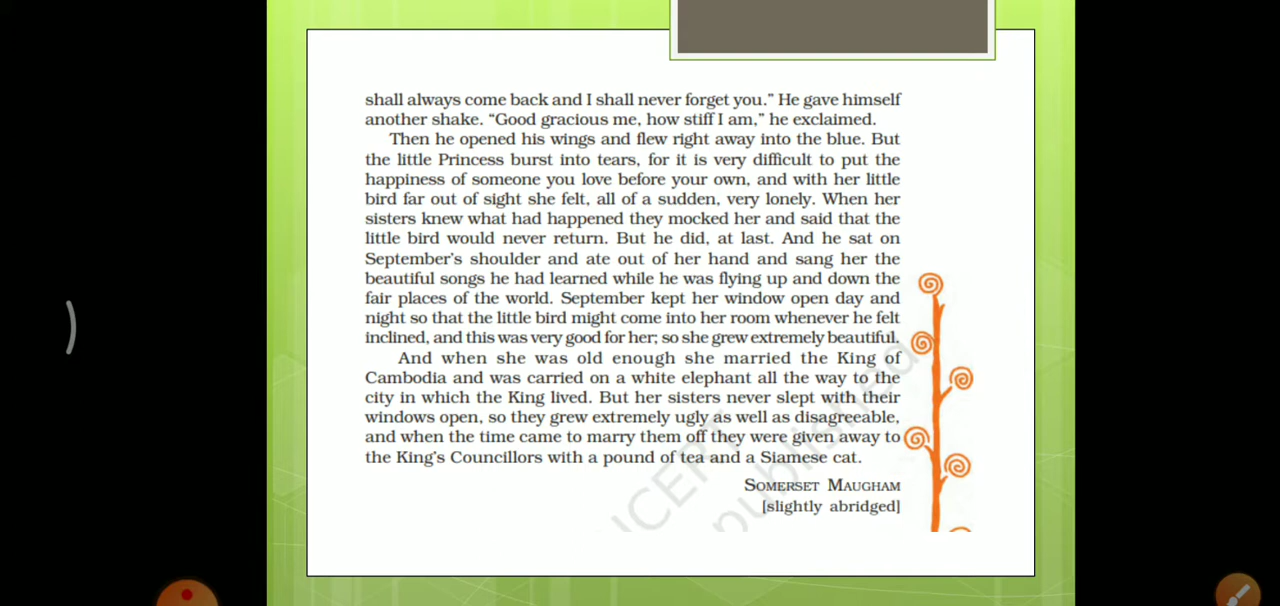 shall always come back and I shall never forget you.” He gave himself
another shake. “Good gracious me, how stiff I am,” he exclaimed.
Then he opened his wings and flew right away into the blue. But
the little Princess burst into tears, for it is very difficult to put the
happiness of someone you love before your own, and with her little
bird far out of sight she felt, all of a sudden, very lonely. When her
sisters knew what had happened they mocked her and said that the
little bird would never return. But he did, at last. And he sat on
September’s shoulder and ate out of her hand and sang her the
beautiful songs he had learned while he was flying up and down the
fair places of the world. September kept her window open day and
night so that the little bird might come into her room whenever he felt
inclined, and this was very good for her; so she grew extremely beautiful.
And when she was old enough she married the King of
Cambodia and was carried on a white elephant all the way to the
city in which the King lived. But her sisters never slept with their
windows open, so they grew extremely ugly as well as disagreeable,
and when the time came to marry them off they were given away to
the King’s Councillors with a pound of tea and a Siamese cat.
SOMERSET MAUGHAM
[slightly abridged]
published